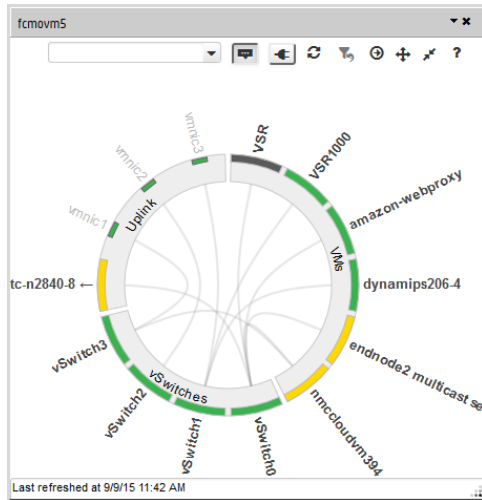 fcmovm5
?
vmnic3
VSR
VSR1000
vmnic2
amazon-webproxy
vmnic1
Uplink
VMs
tc-n2840-8 ←
dynamips206-4
endnode2 multicast se
vSwitch3
vSwitches
vSwitch2
vSwitch1
vSwitch0
nmccloudvm394
Last refreshed at 9/9/15 11:42 AM